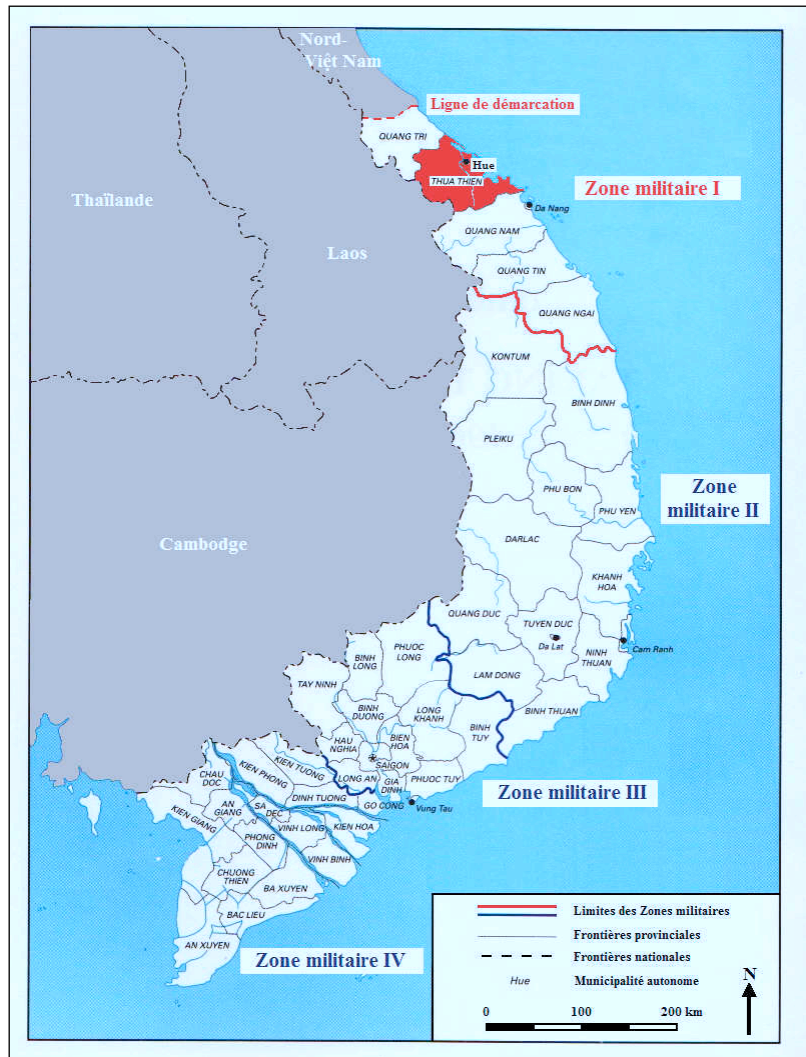 Nord-
Việt Nam
Ligne de démarcation
QUANG TRI
Hue
THUA THIEN
Zone militaire I
Thaïlande
Da Nang
QUANG NAM
Laos
QUANG TIN
QUANG NGAI
KONTUM
BINH DINH
PLEIKU
Zone
militaire II
PHU BON
PHU YEN
DARLAC
Cambodge
KHANH
HOA
QUANG DUC
TUYEN DUC
Da Lat
Cam Ranh
NINH
THUAN
PHUOC
LONG
BINH
LONG
LAM DONG
TAY NINH
BINH THUAN
BINH
DUONG
LONG
KHANH
BINH
TUY
HAU
NGHIA
BIEN
HOA
SAIGON
LONG AN
GIA
DINH
PHUOC TUY
Zone militaire III
CHAU
DOC
KIEN PHONG
KIEN TUONG
DINH TUONG
GO CONG
Vung Tau
KIEN GIANG
AN
GIANG
SA
DEC
VINH LONG
KIEN HOA
PHONG
DINH
VINH BINH
CHUONG
THIEN
BA XUYEN
BAC LIEU
AN XUYEN
Zone militaire IV
Limites des Zones militaires
Frontières provinciales
Frontières nationales
Hue Municipalité autonome
N
0 100 200 km